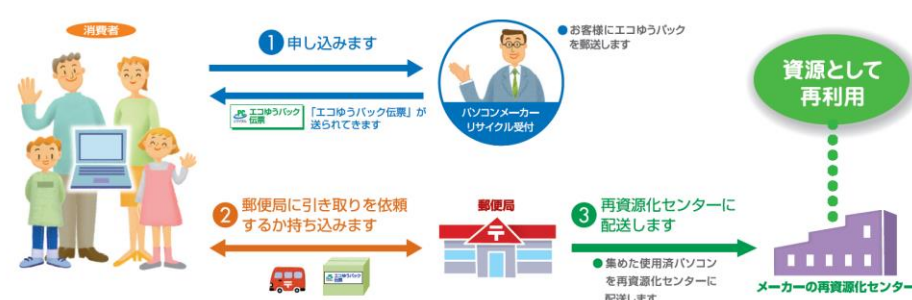 消費者
1 申し込みます
エコゆうパック
伝票
「エコゆうパック伝票」が
送られてきます
パソコンメーカー
リサイクル受付
●お客様にエコゆうパック
を郵送します
資源として
再利用
2 郵便局に引き取りを依頼
するか持ち込みます
エコゆうパック
伝票
郵便局
〒
3 再資源化センターに
配送します
●集めた使用済パソコン
を再資源化センターに
配送します
メーカーの再資源化センター